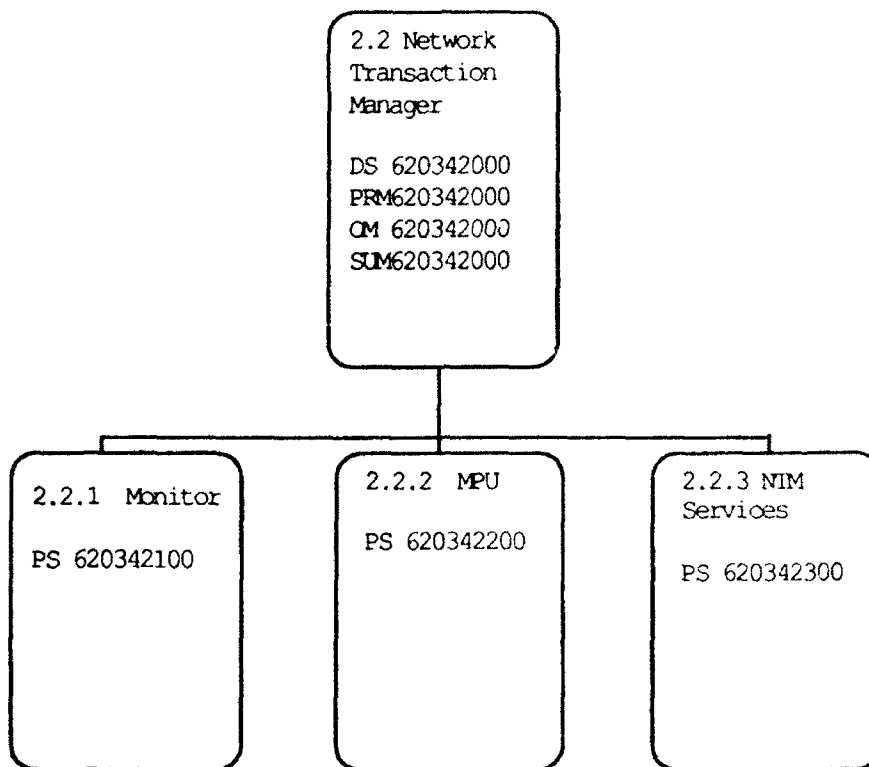 2.2 Network
Transaction
Manager
DS 620342000
PRM620342000
OM 620342000
SUM620342000
2.2.1 Monitor
PS 620342100
2.2.2 MPU
PS 620342200
2.2.3 NTM
Services
PS 620342300